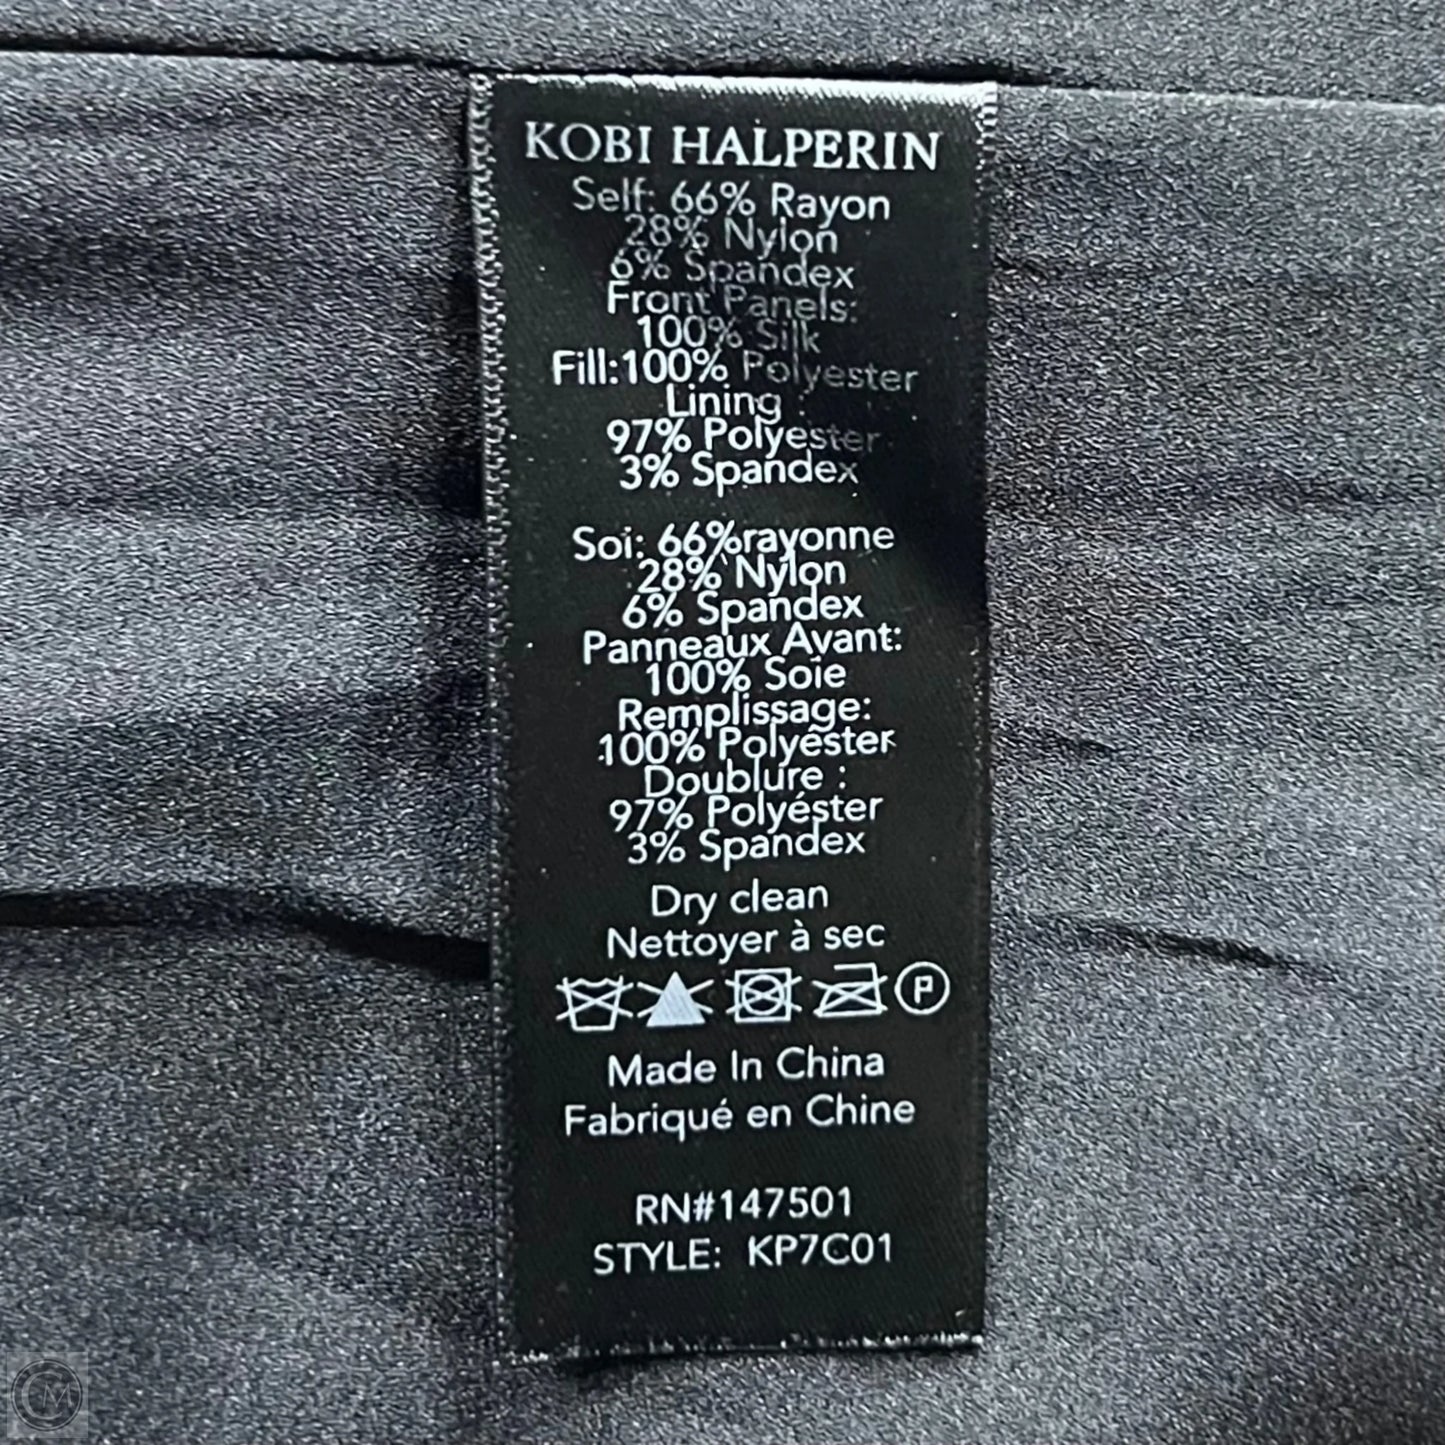 KOBI HALPERIN
Self: 66% Rayon
28% Nylon
6% Spandex
Front Panels:
100% Silk
Fill:100% Polyester
Lining :
97% Polyester
3% Spandex
Soi: 66%rayonne
28% Nylon
6% Spandex
Panneaux Avant:
100% Soie
Remplissage:
100% Polyéster
Doublure :
97% Polyéster
3% Spandex
Dry clean
Nettoyer à sec
P
Made In China
Fabriqué en Chine
RN#147501
STYLE: KP7C01
CM